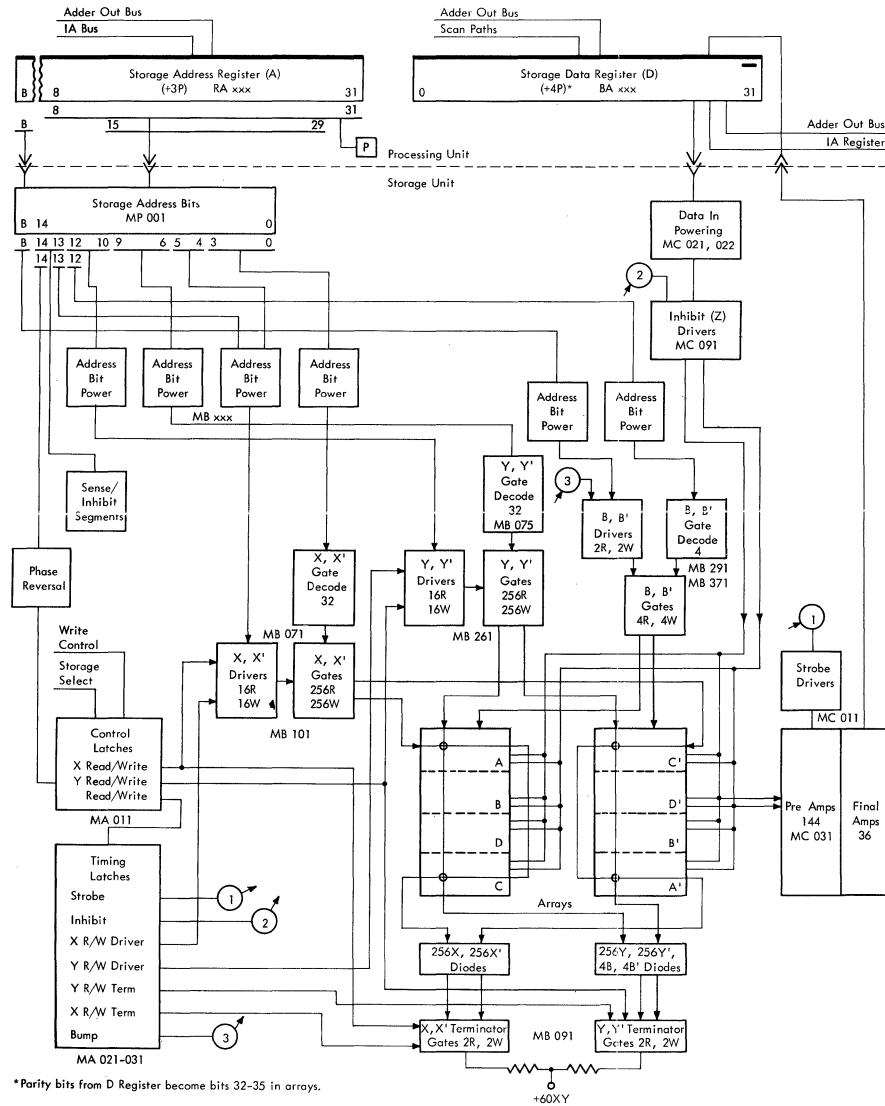 Adder Out Bus
IA Bus
Adder Out Bus
Scan Paths
Storage Address Register (A)
(+3P) RA xxx
B 8 31
Storage Data Register (D)
(+4P)* BA xxx
0 31
8 31
B 15 29
P
Processing Unit
Adder Out Bus
IA Register
Storage Unit
Storage Address Bits
MP 001
B 14 0
B 14 13 12 10 9 6 5 4 3 0
14 13 12
Data In
Powering
MC 021, 022
2
Inhibit (Z)
Drivers
MC 091
Address
Bit
Power
Address
Bit
Power
Address
Bit
Power
Address
Bit
Power
MB xxx
Address
Bit
Power
Address
Bit
Power
Sense/
Inhibit
Segments
Y, Y'
Gate
Decode
32
MB 075
3
B, B'
Drivers
2R, 2W
B, B'
Gate
Decode
4
MB 291
MB 371
Phase
Reversal
X, X'
Gate
Decode
32
MB 071
Y, Y'
Drivers
16R
16W
Y, Y'
Gates
256R
256W
MB 261
B, B'
Gates
4R, 4W
1
Write
Control
Storage
Select
X, X'
Drivers
16R
16W
X, X'
Gates
256R
256W
MB 101
Strobe
Drivers
MC 011
Control
Latches
X Read/Write
Y Read/Write
Read/Write
MA 011
A
B
D
C
C'
D'
B'
A'
Arrays
Pre Amps
144
MC 031
Final
Amps
36
Timing
Latches
Strobe
1
Inhibit
2
X R/W Driver
Y R/W Driver
Y R/W Term
X R/W Term
Bump
3
MA 021-031
256X, 256X'
Diodes
256Y, 256Y',
4B, 4B' Diodes
X,X' Terminator
Gates 2R, 2W
MB 091
Y,Y' Terminator
Gates 2R, 2W
+60XY
*Parity bits from D Register become bits 32-35 in arrays.